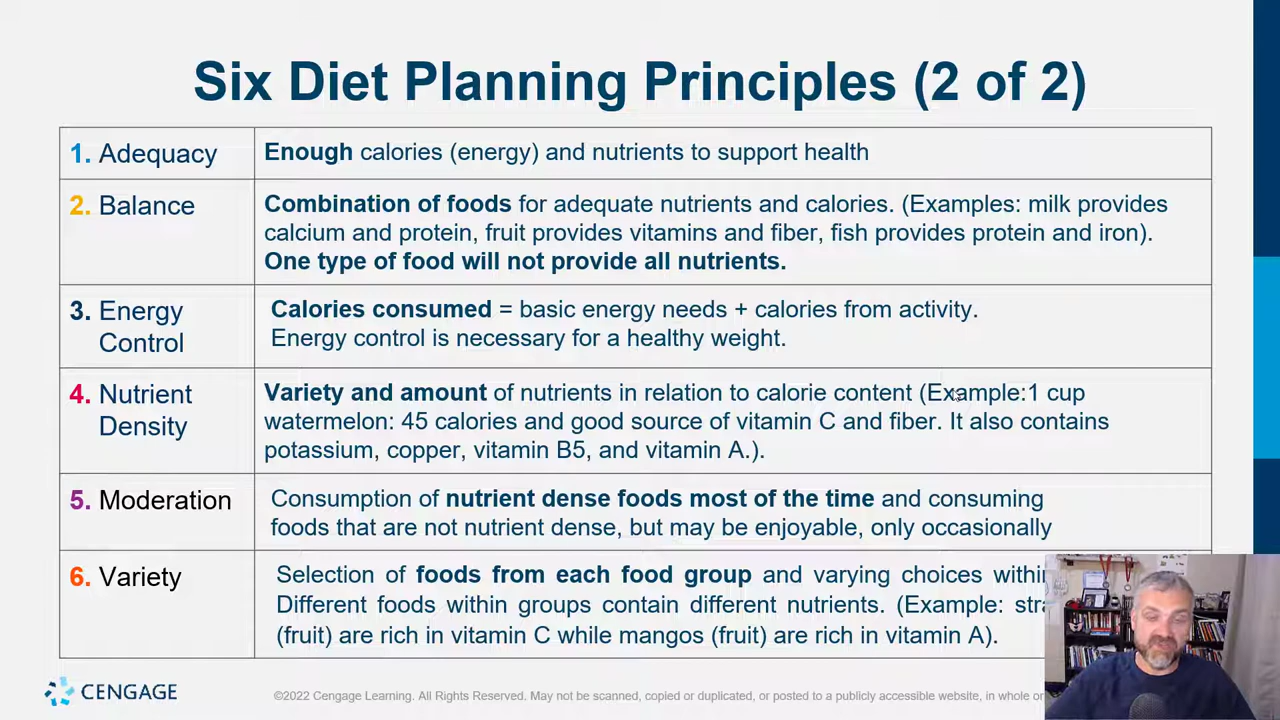 Six Diet Planning Principles (2 of 2)
1. Adequacy
Enough calories (energy) and nutrients to support health
2. Balance
Combination of foods for adequate nutrients and calories. (Examples: milk provides
calcium and protein, fruit provides vitamins and fiber, fish provides protein and iron).
One type of food will not provide all nutrients.
3. Energy
Control
Calories consumed = basic energy needs + calories from activity.
Energy control is necessary for a healthy weight.
4. Nutrient
Density
Variety and amount of nutrients in relation to calorie content (Example:1 cup
watermelon: 45 calories and good source of vitamin C and fiber. It also contains
potassium, copper, vitamin B5, and vitamin A.).
5. Moderation
Consumption of nutrient dense foods most of the time and consuming
foods that are not nutrient dense, but may be enjoyable, only occasionally
6. Variety
Selection of foods from each food group and varying choices
Different foods within groups contain different nutrients. (Example:
(fruit) are rich in vitamin C while mangos (fruit) are rich in vitamin A).
CENGAGE
©2022 Cengage Learning. All Rights Reserved. May not be scanned, copied or duplicated, or posted to a publicly accessible website, in whole or